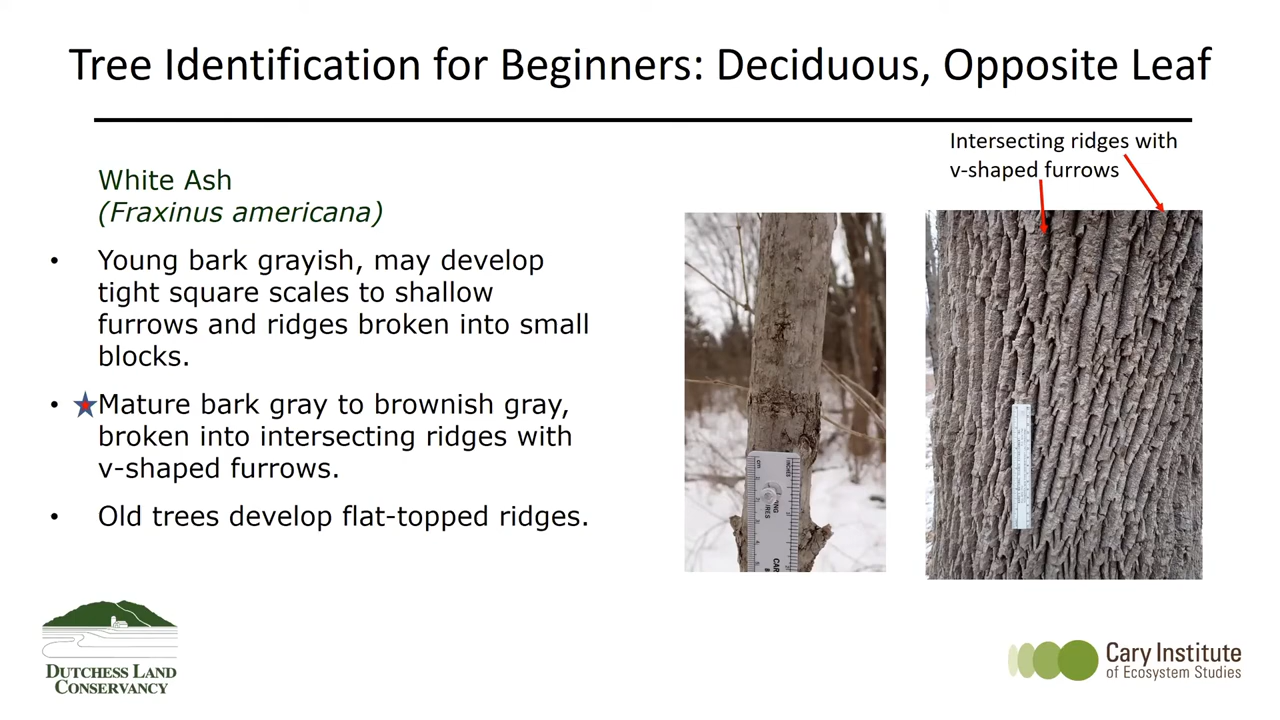 Tree Identification for Beginners: Deciduous, Opposite Leaf
Intersecting ridges with
v-shaped furrows
White Ash
(Fraxinus americana)
• Young bark grayish, may develop
tight square scales to shallow
furrows and ridges broken into small
blocks.
• Mature bark gray to brownish gray,
broken into intersecting ridges with
v-shaped furrows.
• Old trees develop flat-topped ridges.
cm
INCHES
DUTCHESS LAND
CONSERVANCY
Cary Institute
of Ecosystem Studies